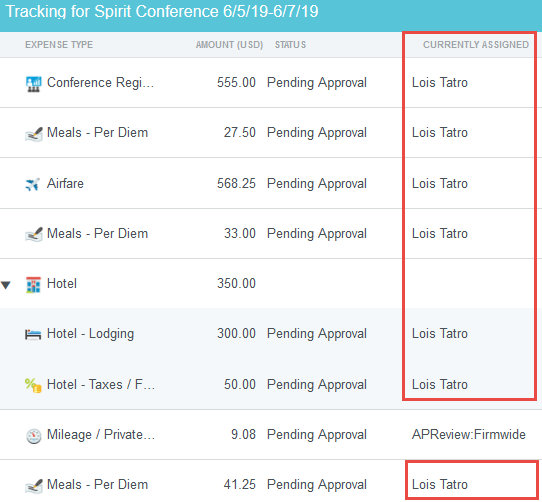 Tracking for Spirit Conference 6/5/19-6/7/19
EXPENSE TYPE AMOUNT (USD) STATUS CURRENTLY ASSIGNED
Conference Regi... 555.00 Pending Approval Lois Tatro
Meals - Per Diem 27.50 Pending Approval Lois Tatro
Airfare 568.25 Pending Approval Lois Tatro
Meals - Per Diem 33.00 Pending Approval Lois Tatro
Hotel 350.00
Hotel - Lodging 300.00 Pending Approval Lois Tatro
Hotel - Taxes / F... 50.00 Pending Approval Lois Tatro
Mileage / Private... 9.08 Pending Approval APReview:Firmwide
Meals - Per Diem 41.25 Pending Approval Lois Tatro